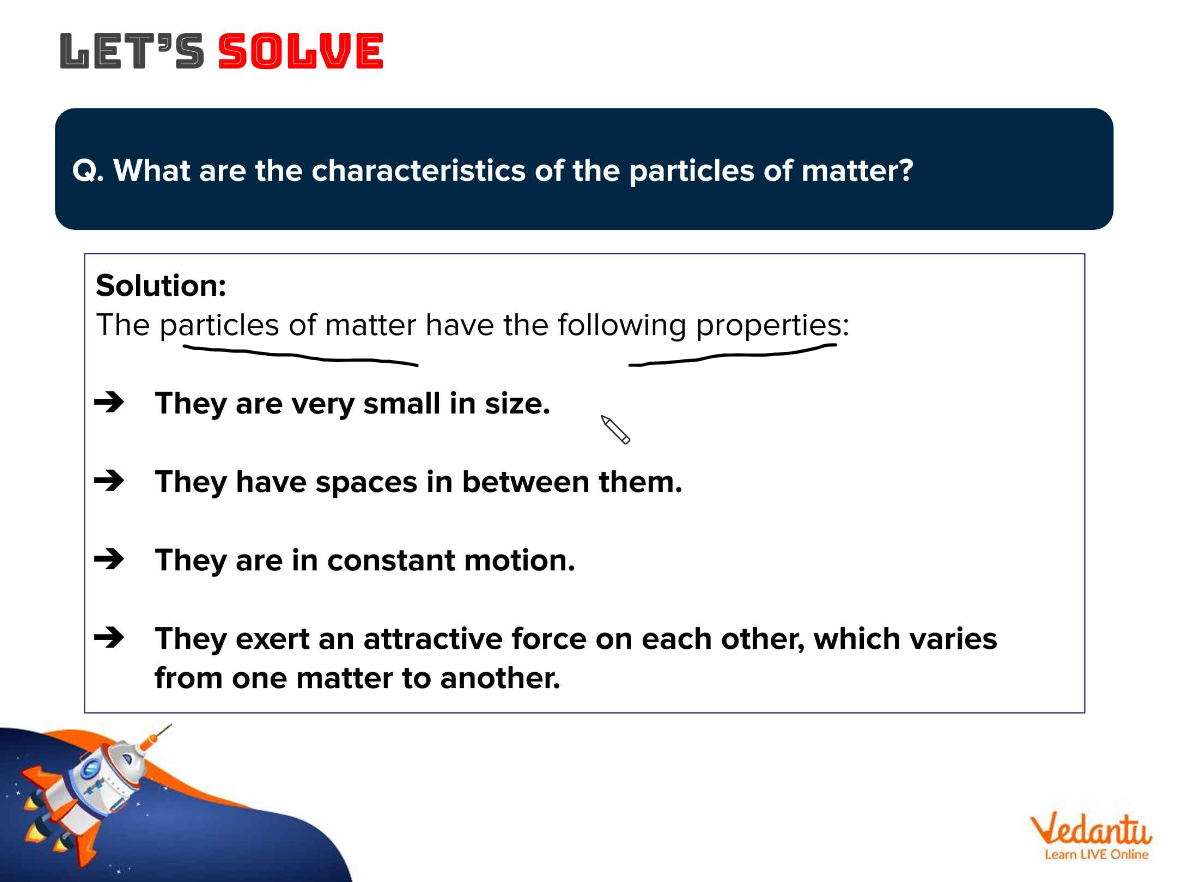 LET'S SOLVE
Q. What are the characteristics of the particles of matter?
Solution:
The particles of matter have the following properties:
➔ They are very small in size.
➔ They have spaces in between them.
➔ They are in constant motion.
➔ They exert an attractive force on each other, which varies
from one matter to another.
Vedantu
Learn LIVE Online